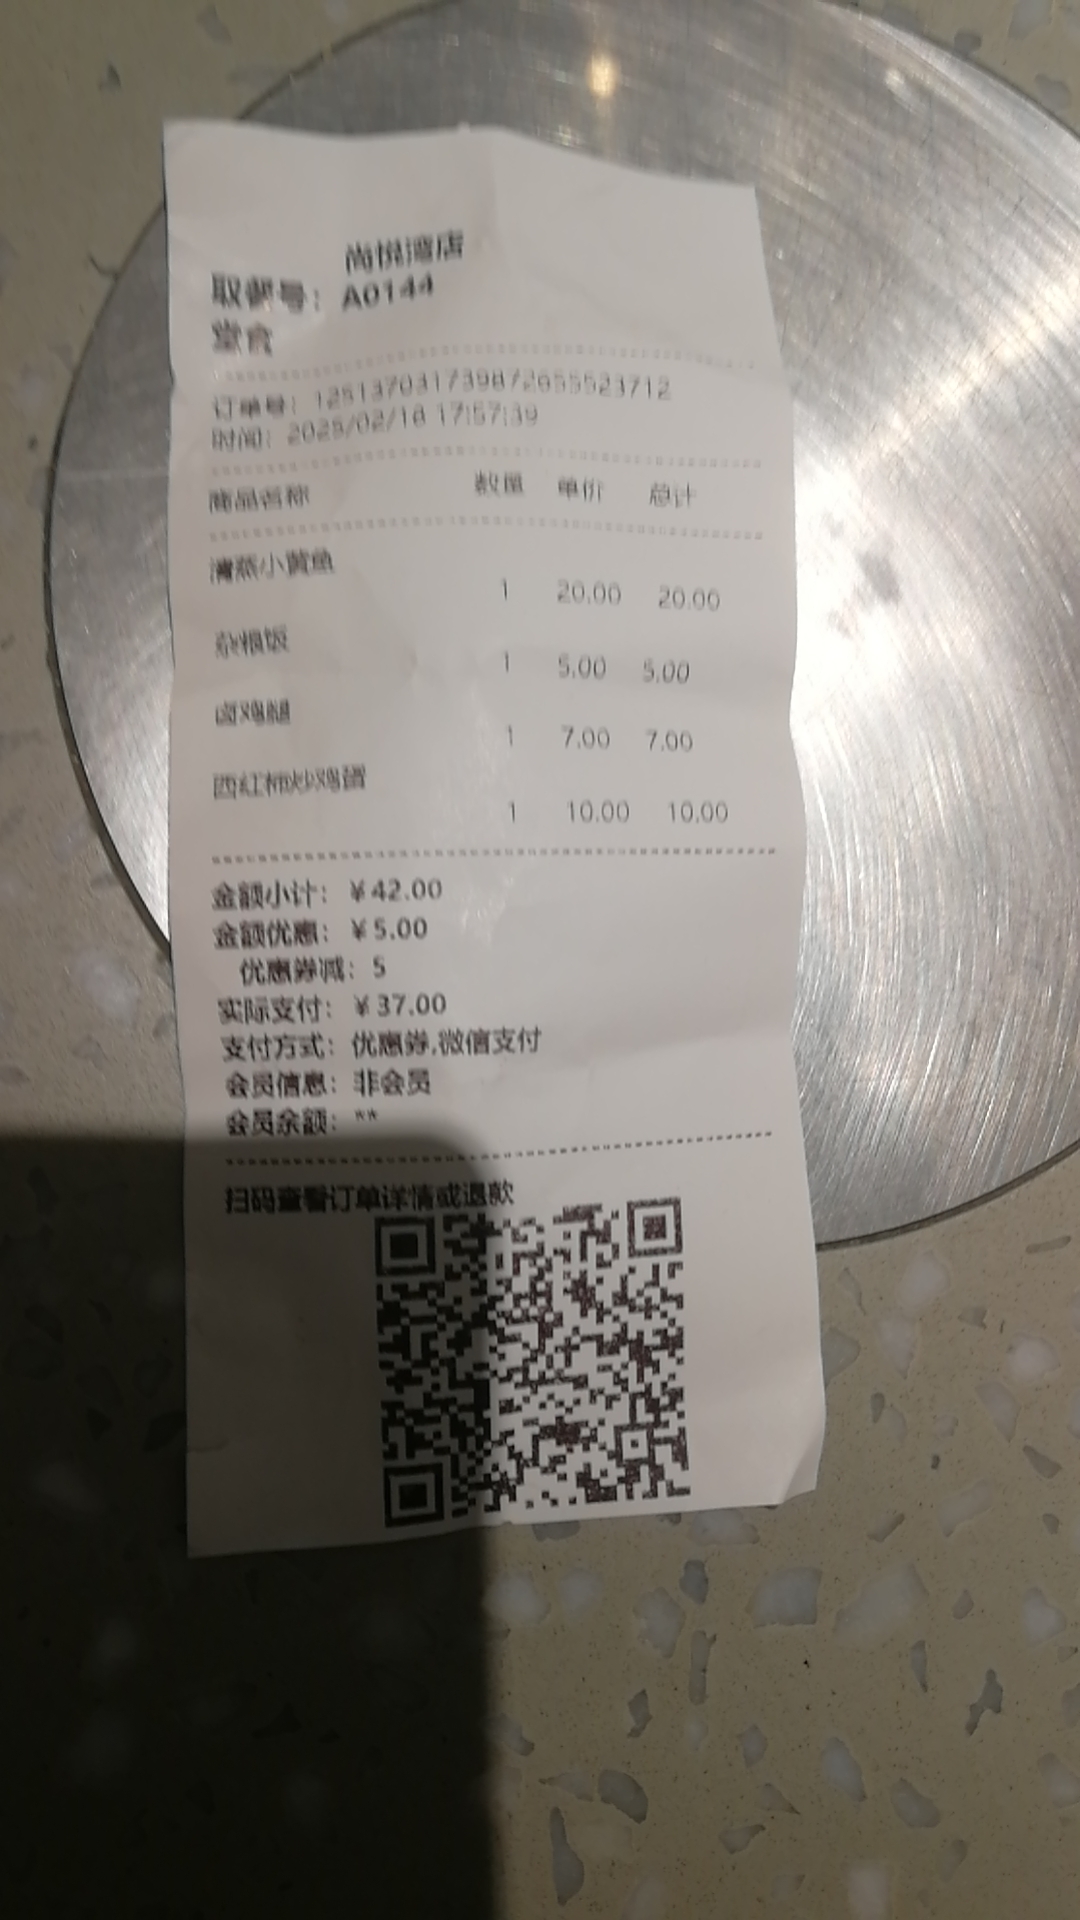 尚悦湾店
取餐号：A0144
堂食
订单号：125137031739872655523712
时间：2025/02/18 17:57:39
商品名称 数量 单价 总计
清蒸小黄鱼
1 20.00 20.00
杂粮饭
1 5.00 5.00
卤鸡腿
1 7.00 7.00
西红柿炒鸡蛋
1 10.00 10.00
金额小计：￥42.00
金额优惠：￥5.00
优惠券减：5
实际支付：￥37.00
支付方式：优惠券,微信支付
会员信息：非会员
会员余额：**
扫码查看订单详情或退款